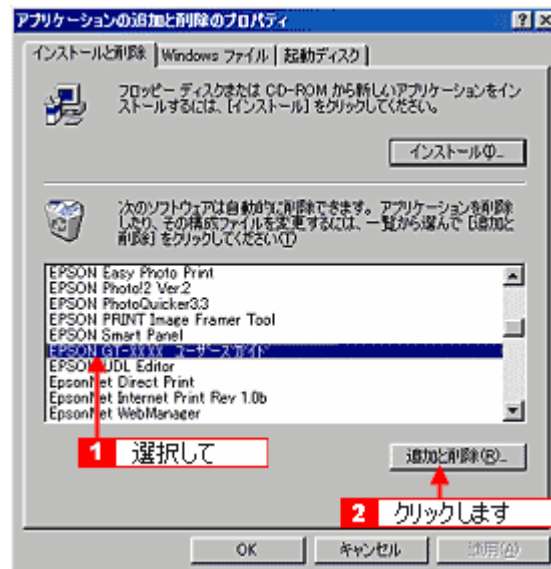 アプリケーションの追加と削除のプロパティ
インストールと削除 Windows ファイル 起動ディスク
フロッピー ディスクまたは CD-ROM から新しいアプリケーションをイン
ストールするには、[インストール] をクリックしてください。
インストール(I)...
次のソフトウェアは自動的に削除できます。アプリケーションを削除
したり、その構成ファイルを変更するには、一覧から選んで [追加と
削除] をクリックしてください(T)
EPSON Easy Photo Print
EPSON Photo!2 Ver.2
EPSON PhotoQuicker3.3
EPSON PRINT Image Framer Tool
EPSON Smart Panel
EPSON GT-XXXX ユーザーズガイド
EPSON UDL Editor
EpsonNet Direct Print
EpsonNet Internet Print Rev 1.0b
EpsonNet WebManager
1 選択して
追加と削除(R)...
2 クリックします
OK キャンセル 適用(A)